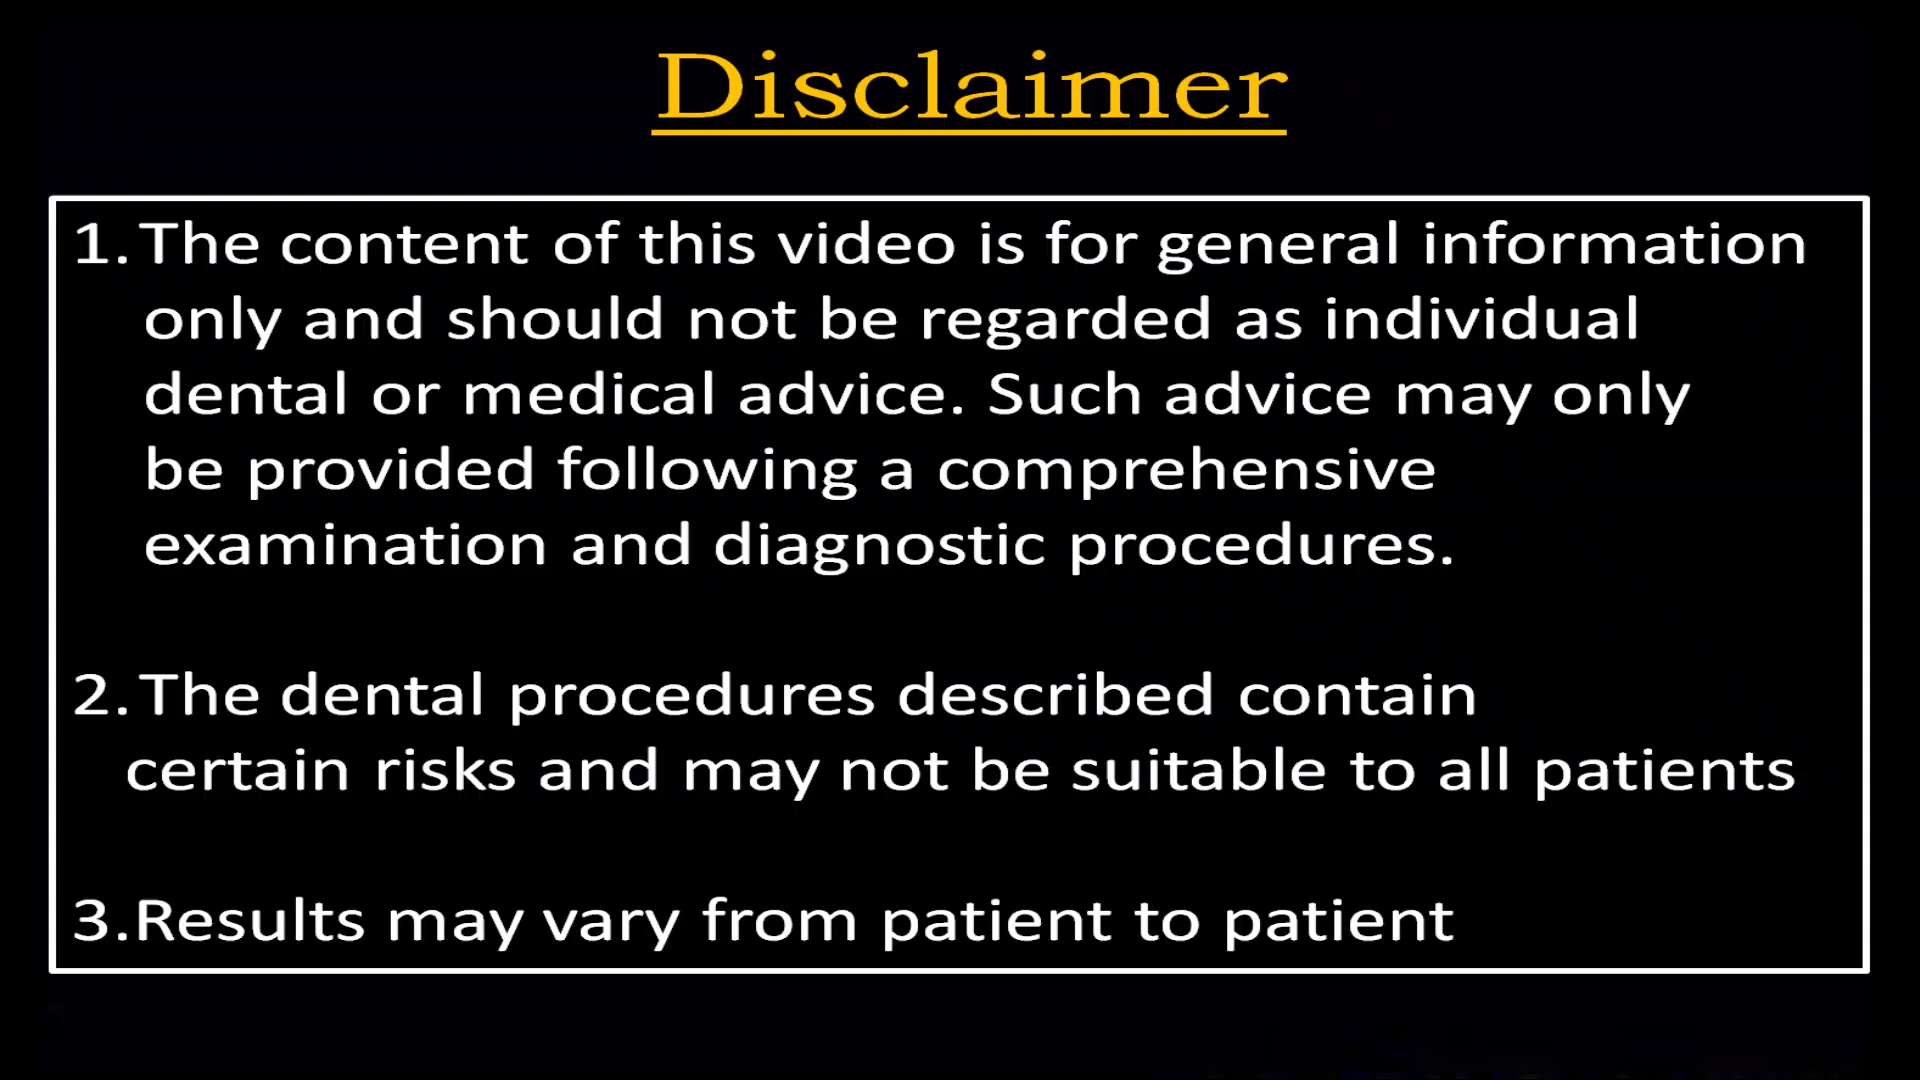 Disclaimer
1. The content of this video is for general information
only and should not be regarded as individual
dental or medical advice. Such advice may only
be provided following a comprehensive
examination and diagnostic procedures.
2. The dental procedures described contain
certain risks and may not be suitable to all patients
3.Results may vary from patient to patient